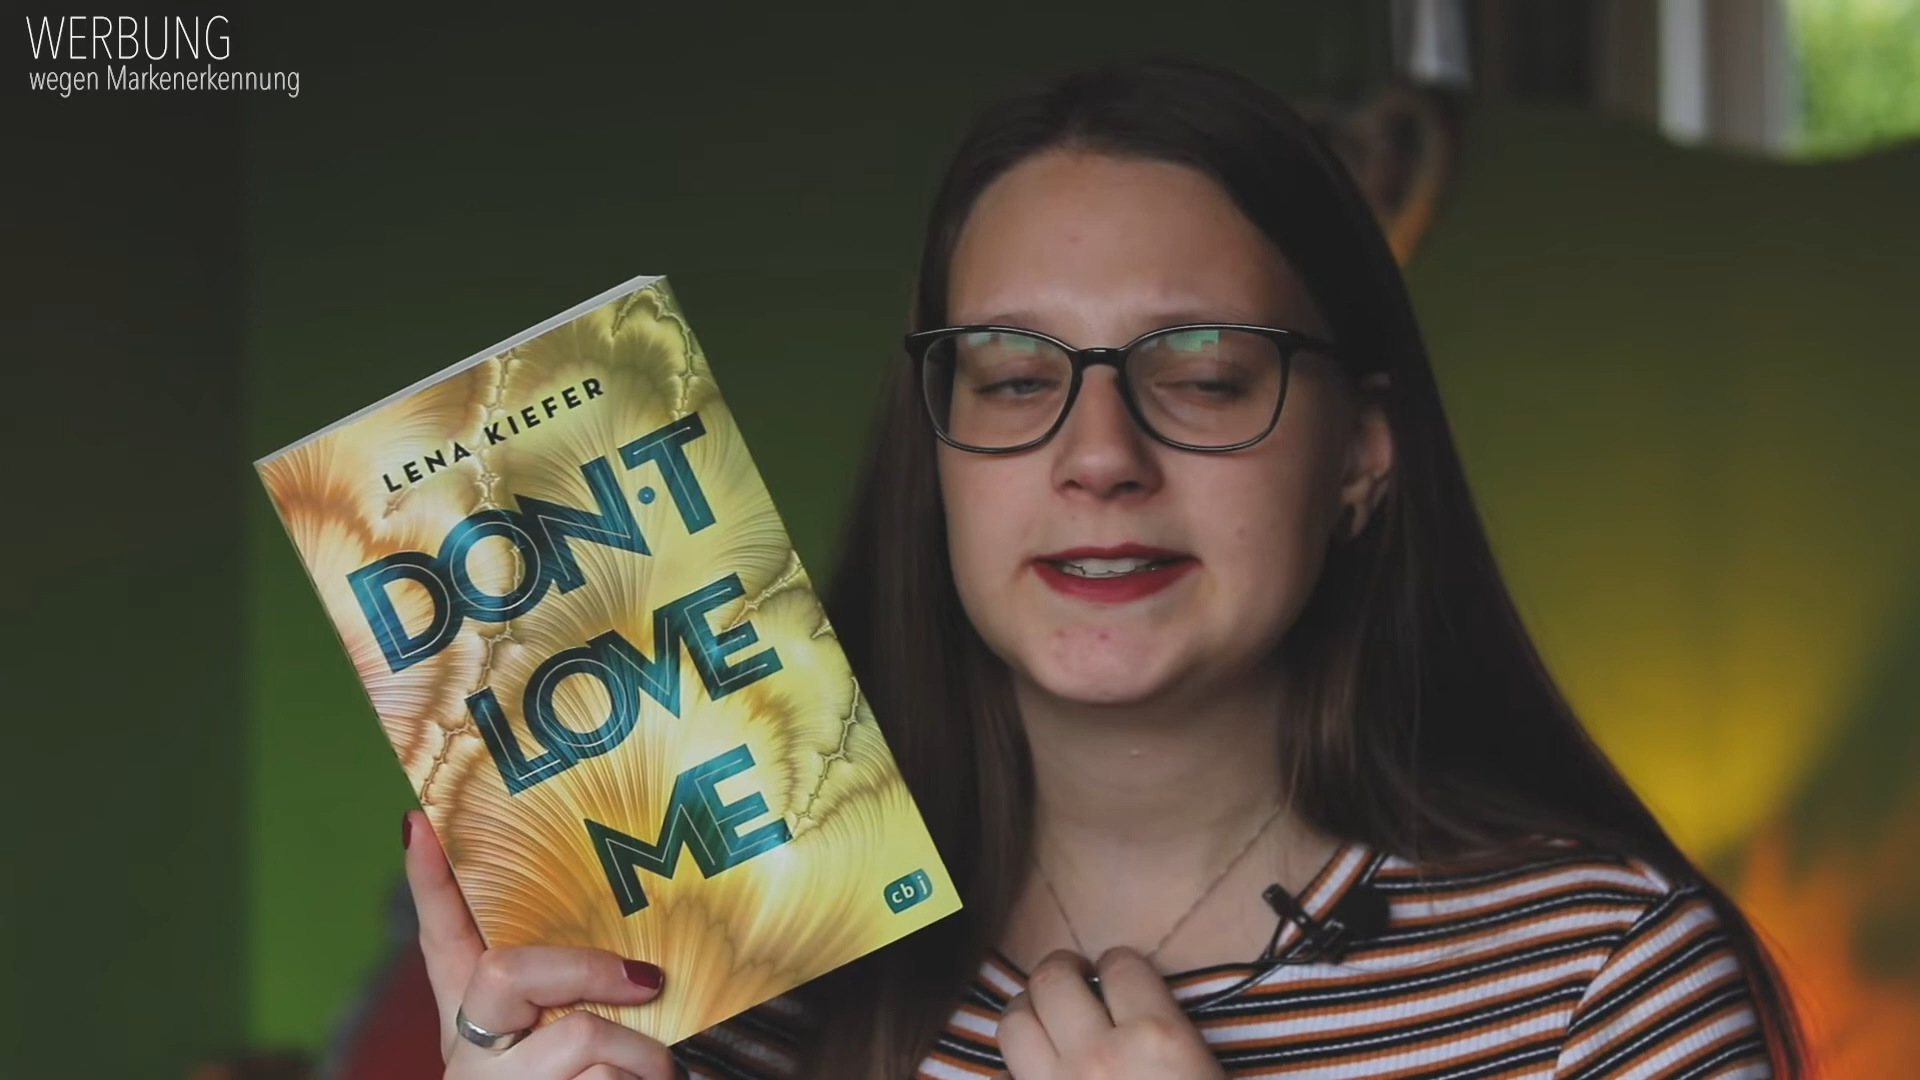 WERBUNG
wegen Markenerkennung
LENA KIEFER
DON·T
LOVE
ME
cbj